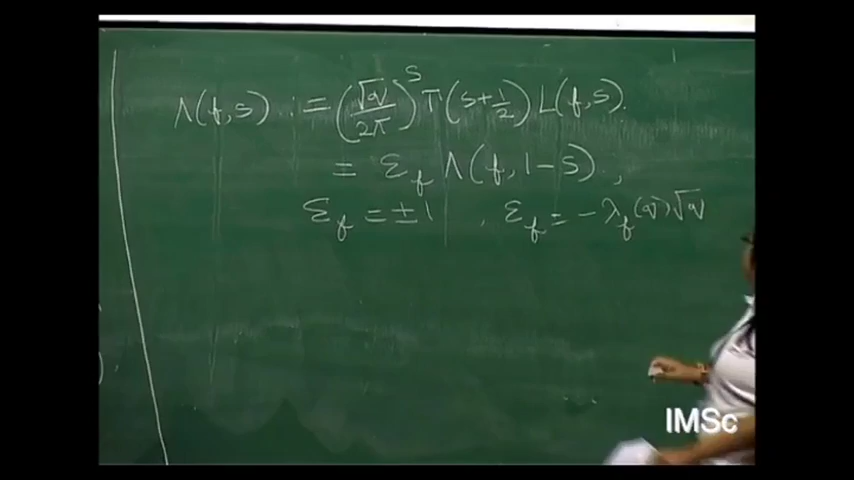 Λ(f,s) = (√q/2π)^s Γ(s+1/2) L(f,s).
= ε_f Λ(f,1-s),
ε_f = ±1, ε_f = -λ_f(q)√q
IMSc